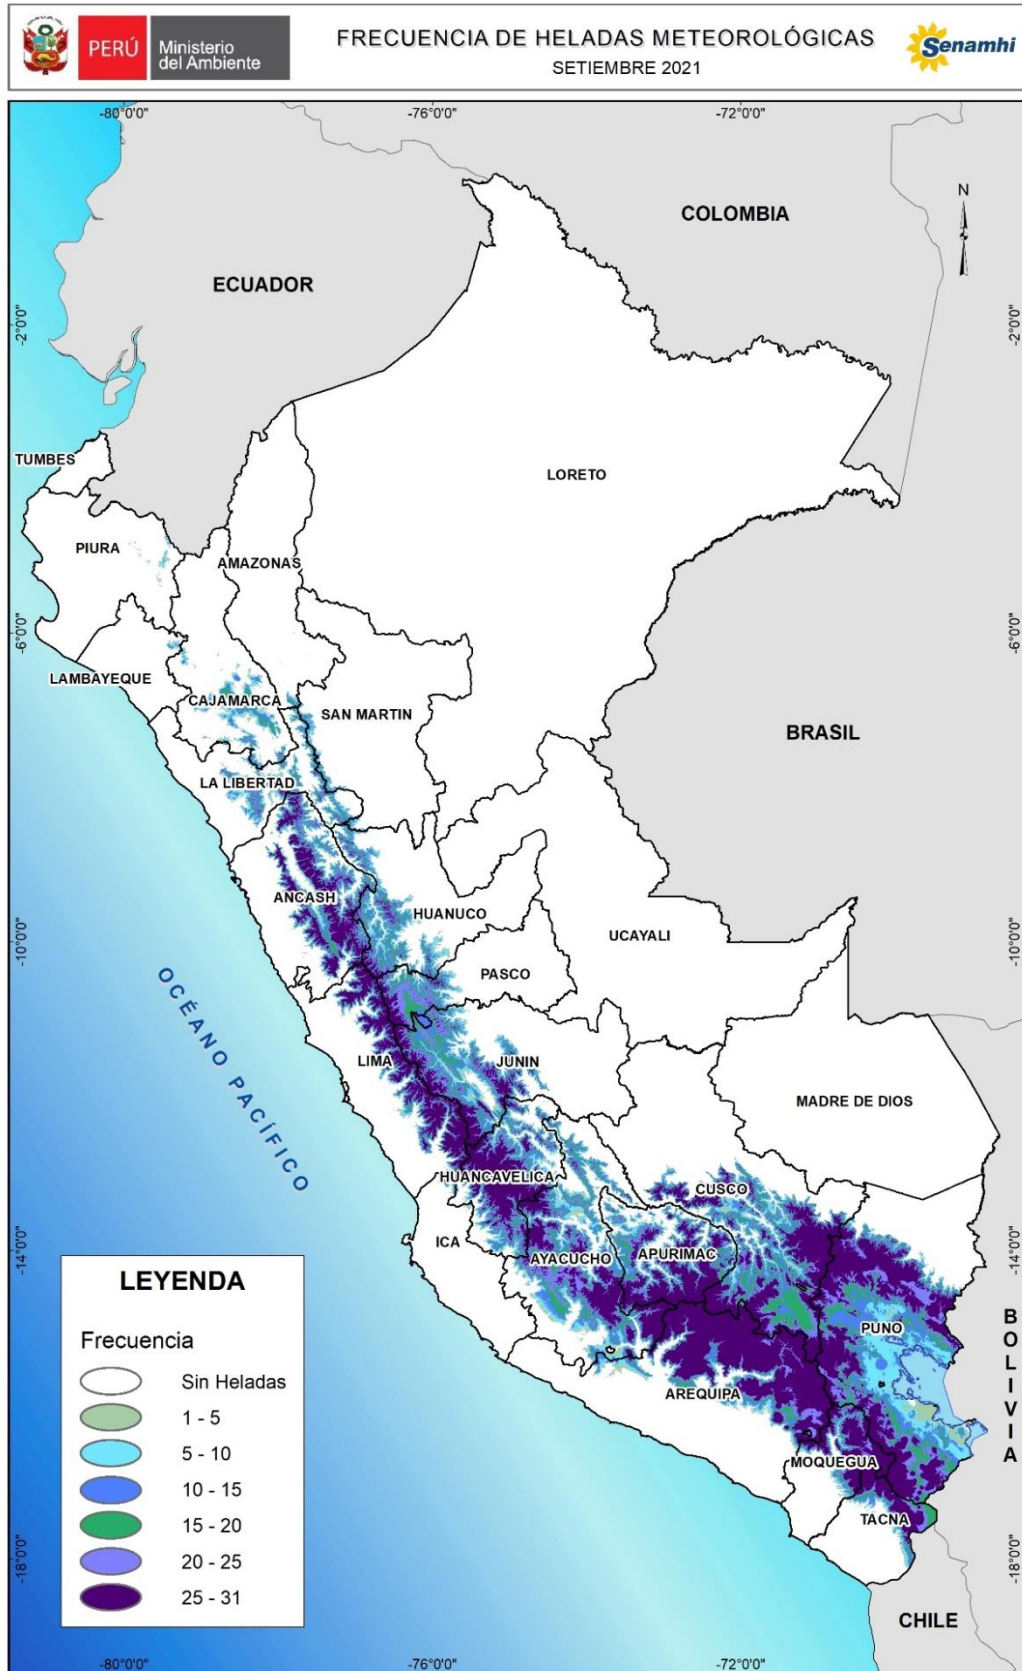 PERÚ
Ministerio
del Ambiente
FRECUENCIA DE HELADAS METEOROLÓGICAS
SETIEMBRE 2021
Senamhi
-80°0'0"
-76°0'0"
-72°0'0"
N
COLOMBIA
ECUADOR
-2°0'0"
-2°0'0"
TUMBES
LORETO
PIURA
AMAZONAS
-6°0'0"
-6°0'0"
LAMBAYEQUE
CAJAMARCA
SAN MARTIN
BRASIL
LA LIBERTAD
ANCASH
HUANUCO
UCAYALI
-10°0'0"
-10°0'0"
PASCO
OCÉANO PACÍFICO
LIMA
JUNIN
MADRE DE DIOS
HUANCAVELICA
CUSCO
ICA
AYACUCHO
APURIMAC
-14°0'0"
-14°0'0"
PUNO
BOLIVIA
AREQUIPA
MOQUEGUA
TACNA
-18°0'0"
-18°0'0"
CHILE
LEYENDA
Frecuencia
Sin Heladas
1 - 5
5 - 10
10 - 15
15 - 20
20 - 25
25 - 31
-80°0'0"
-76°0'0"
-72°0'0"